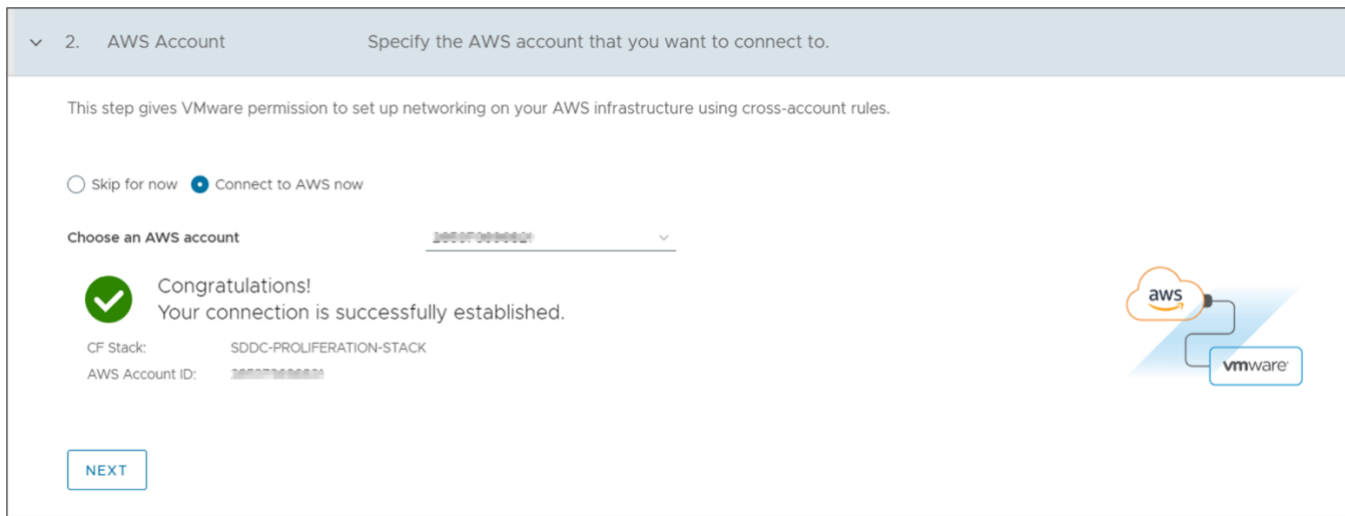 2. AWS Account Specify the AWS account that you want to connect to.
This step gives VMware permission to set up networking on your AWS infrastructure using cross-account rules.
Skip for now Connect to AWS now
Choose an AWS account
Congratulations!
Your connection is successfully established.
CF Stack: SDDC-PROLIFERATION-STACK
AWS Account ID:
aws
vmware
NEXT